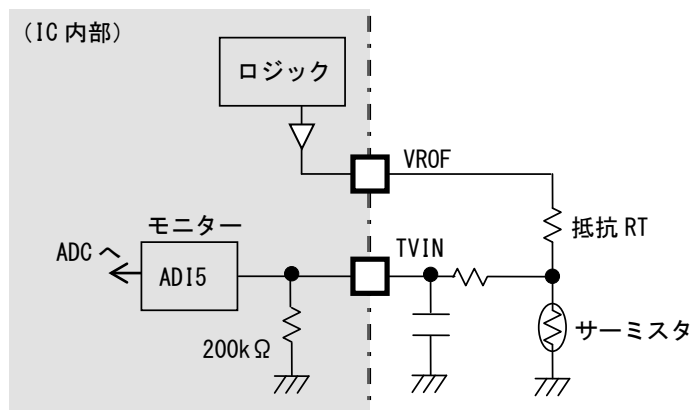 （IC 内部）
ロジック
VROF
抵抗 RT
モニター
TVIN
ADC へ
ADI5
200kΩ
サーミスタ